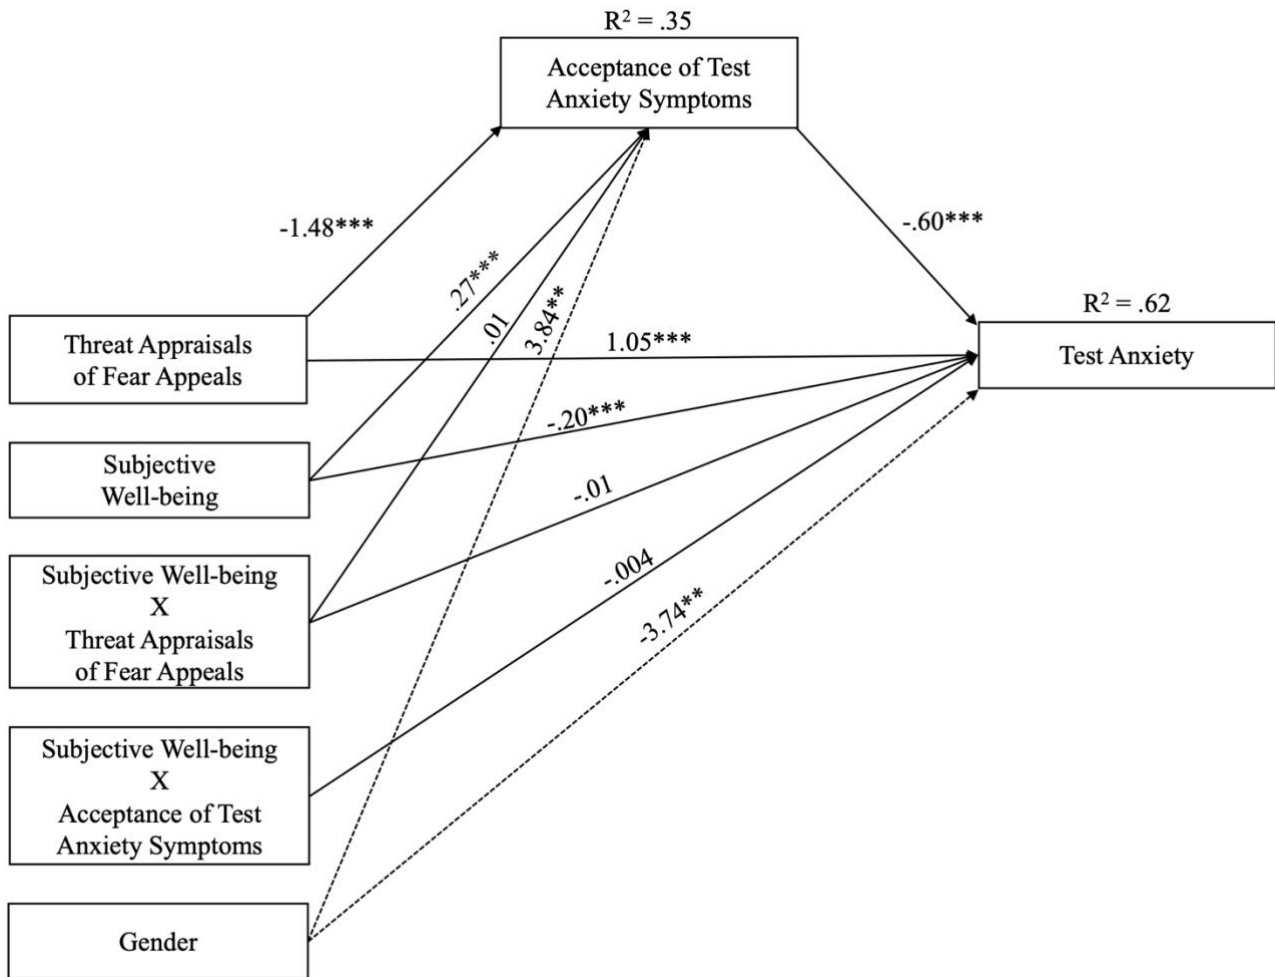 R² = .35
Acceptance of Test
Anxiety Symptoms
-1.48***
.27***
.01
3.84**
-.60***
R² = .62
Test Anxiety
Threat Appraisals
of Fear Appeals
1.05***
Subjective
Well-being
-.20***
-.01
Subjective Well-being
X
Threat Appraisals
of Fear Appeals
-.004
-3.74**
Subjective Well-being
X
Acceptance of Test
Anxiety Symptoms
Gender